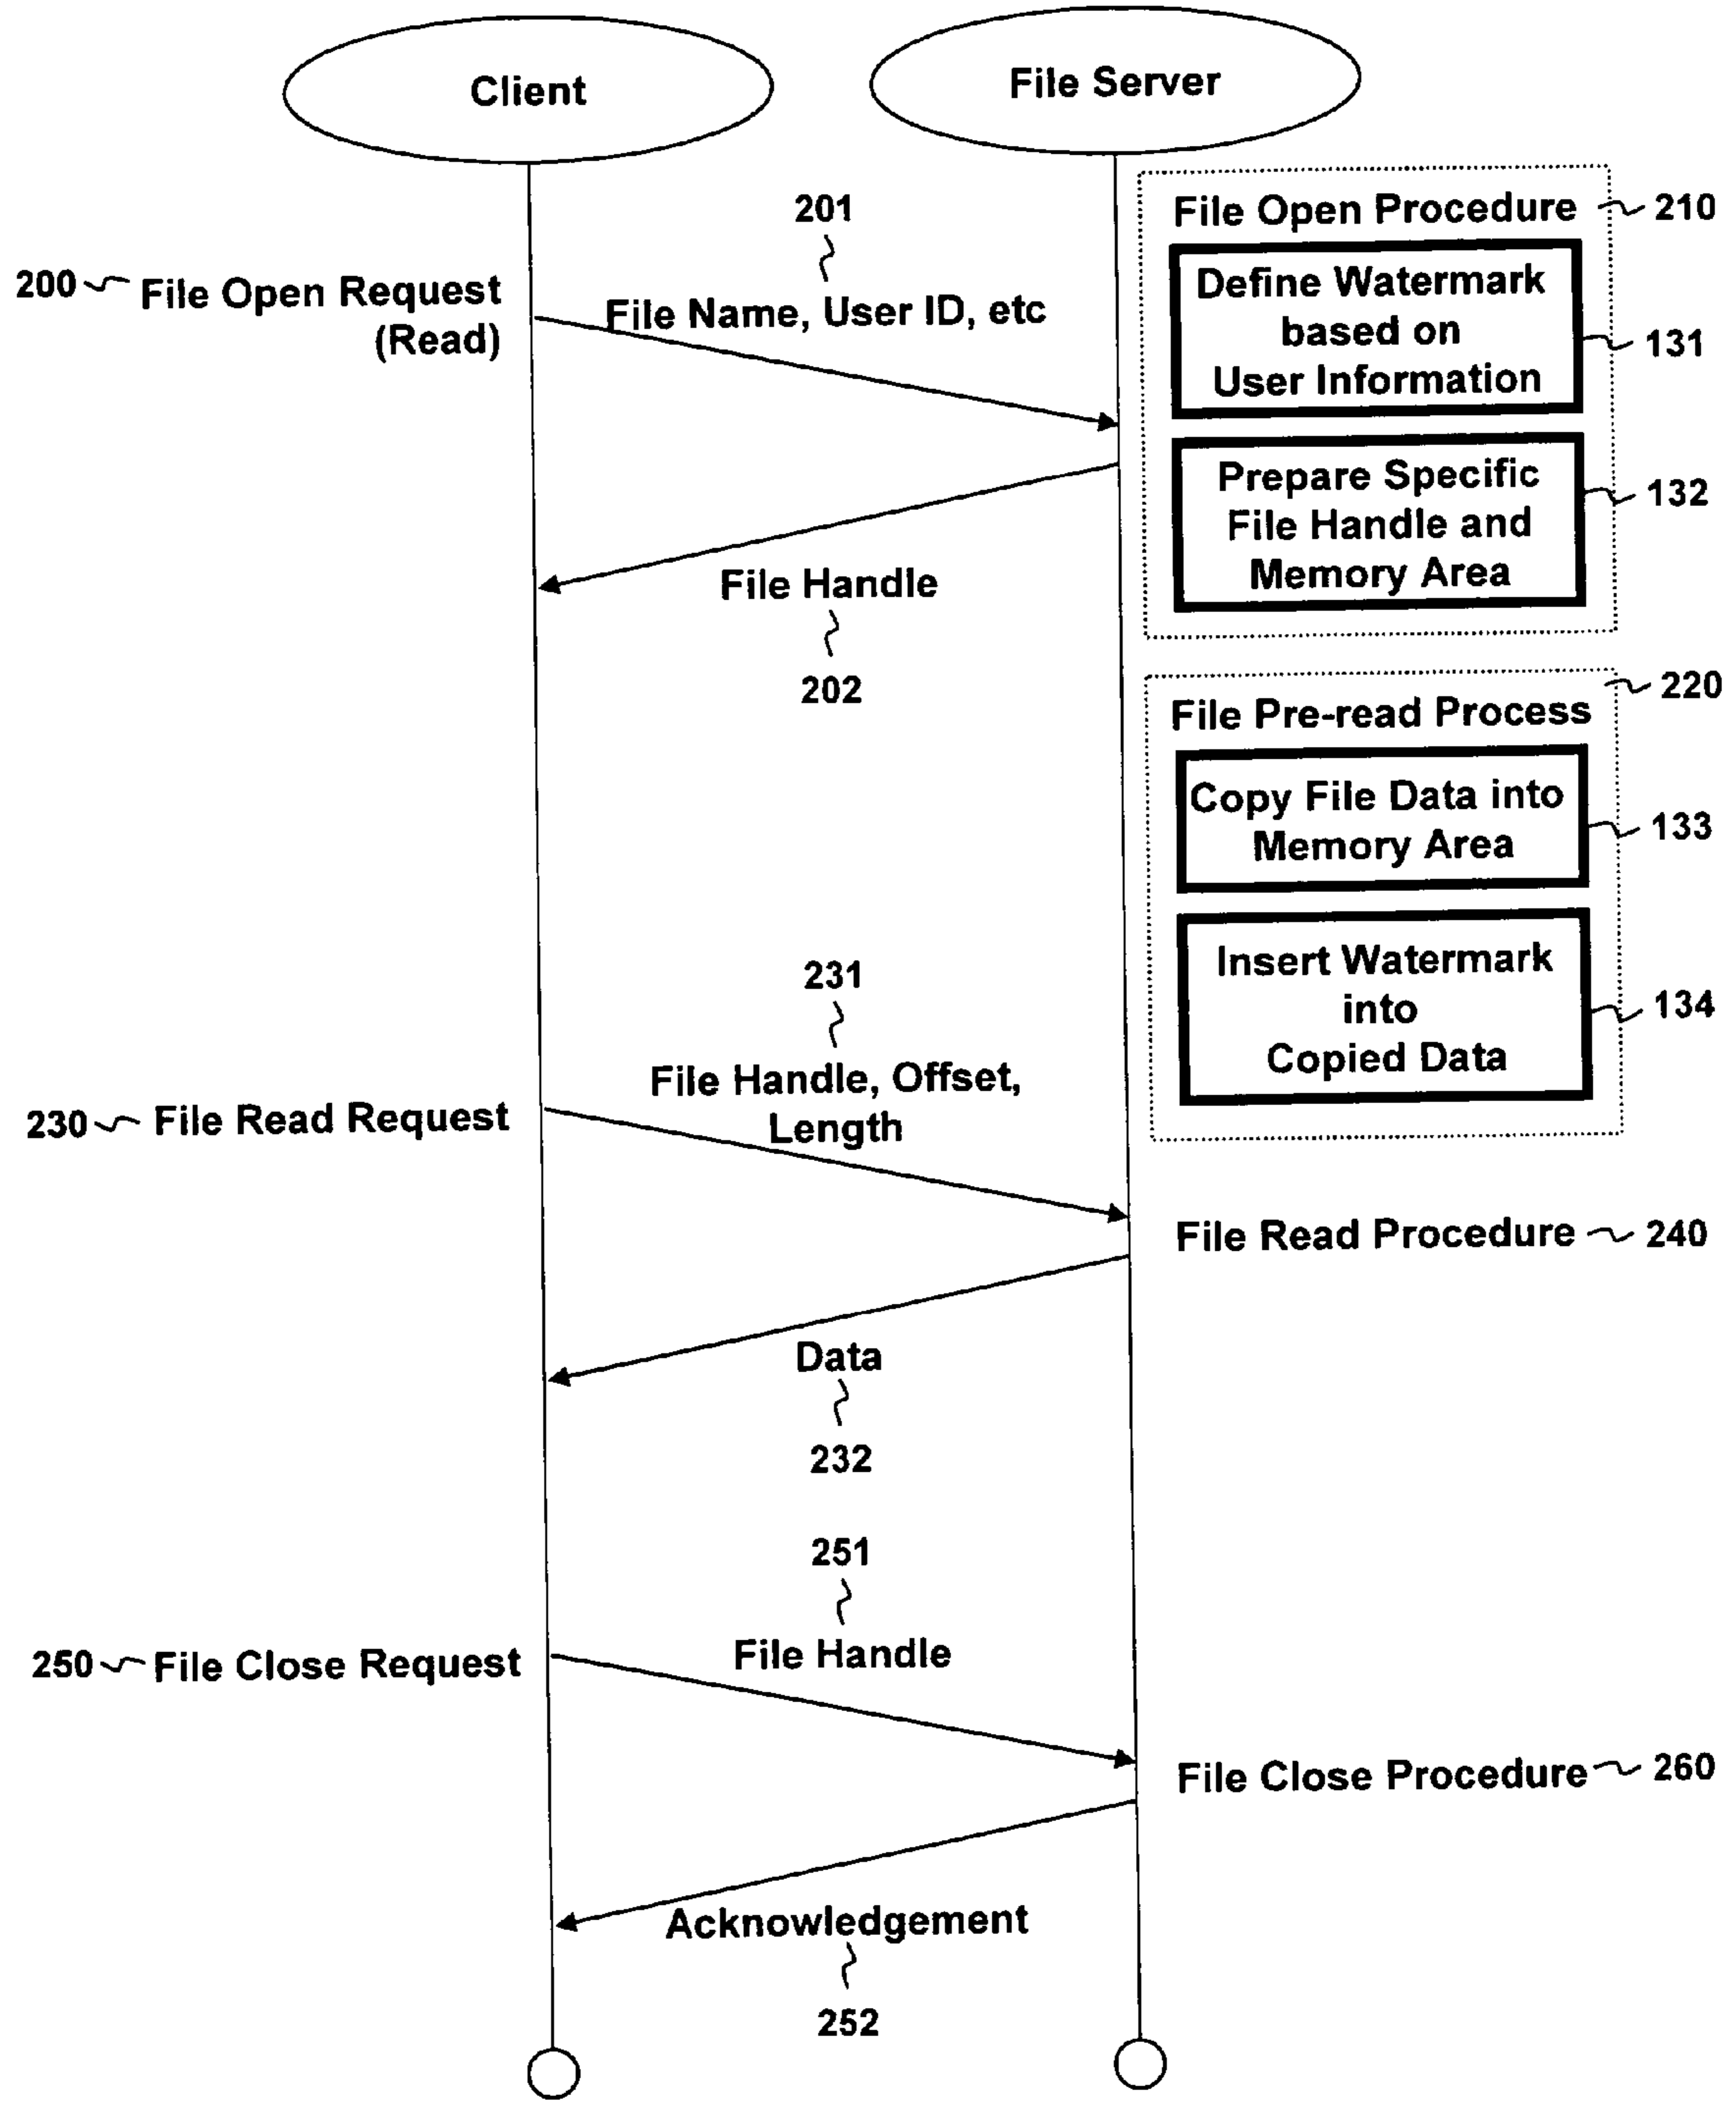 Client
File Server
201
File Open Procedure 210
200 File Open Request
(Read)
File Name, User ID, etc
Define Watermark
based on
User Information
131
Prepare Specific
File Handle and
Memory Area
132
File Handle
202
220
File Pre-read Process
Copy File Data into
Memory Area
133
Insert Watermark
into
Copied Data
134
231
File Handle, Offset,
Length
230 File Read Request
File Read Procedure 240
Data
232
251
File Handle
250 File Close Request
File Close Procedure 260
Acknowledgement
252